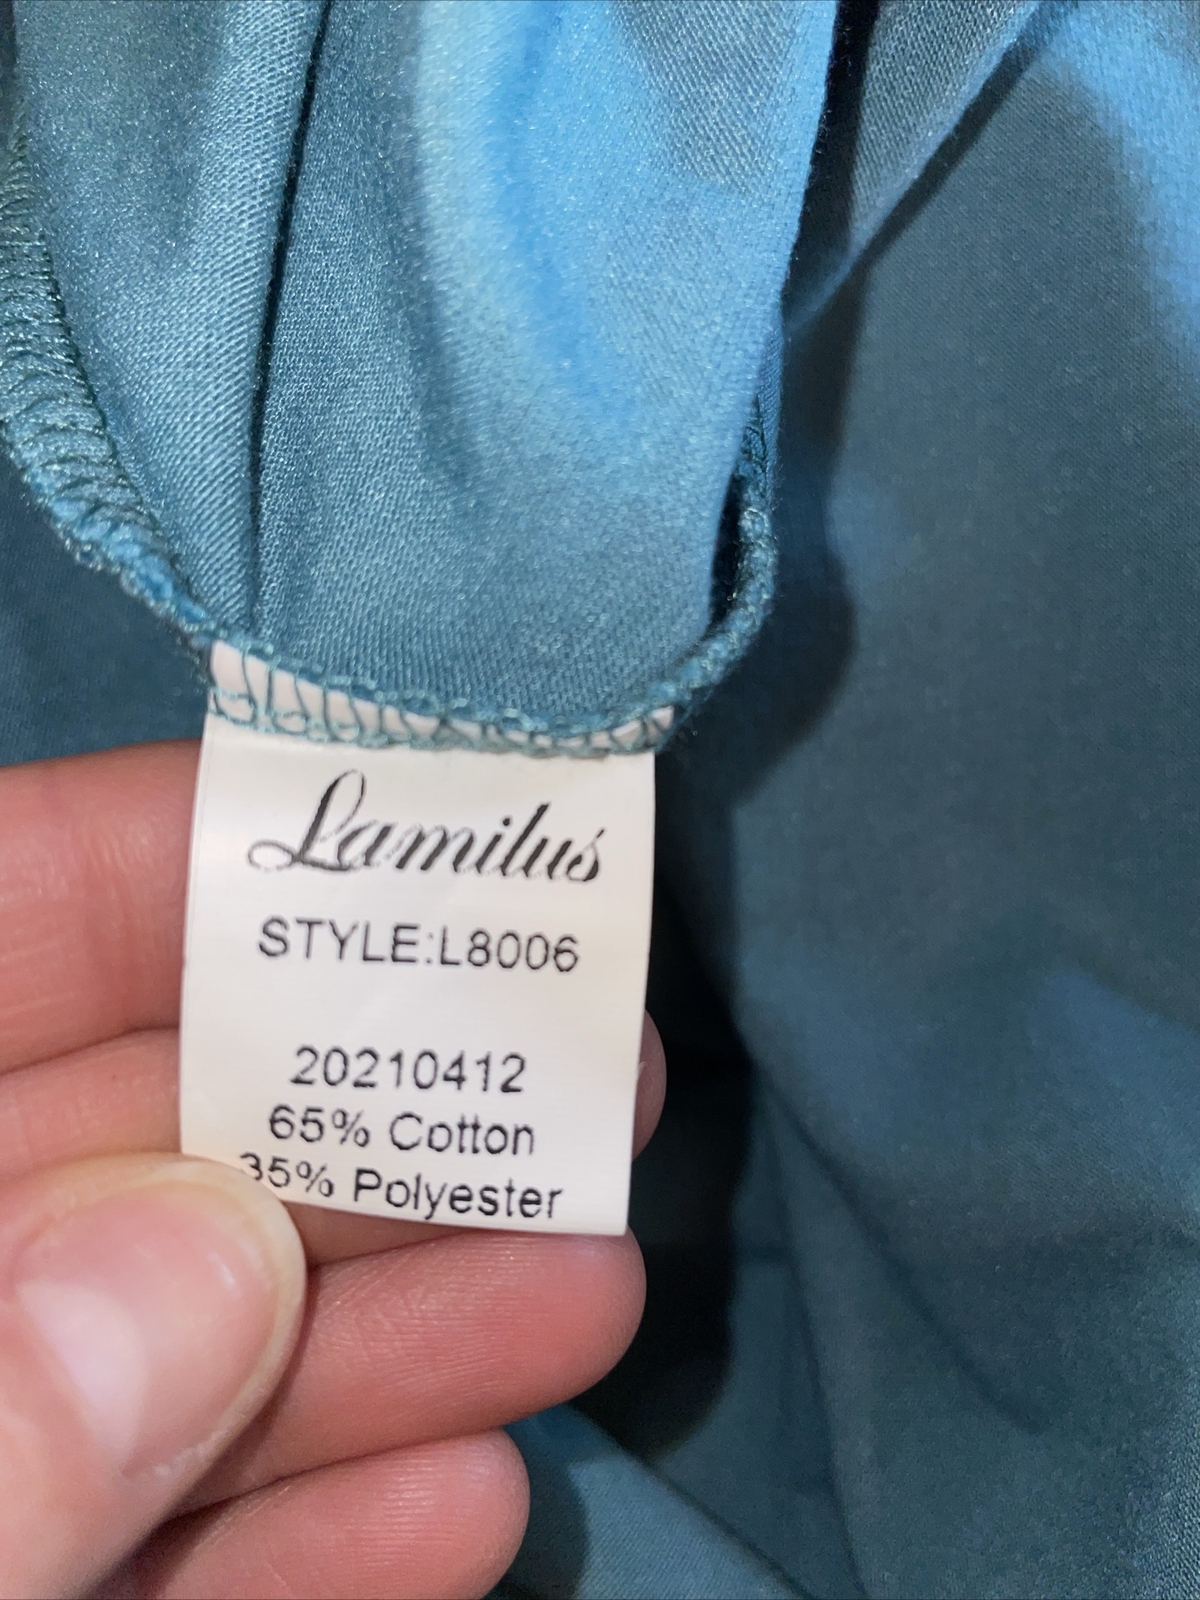 Lamilus
STYLE:L8006
20210412
65% Cotton
35% Polyester